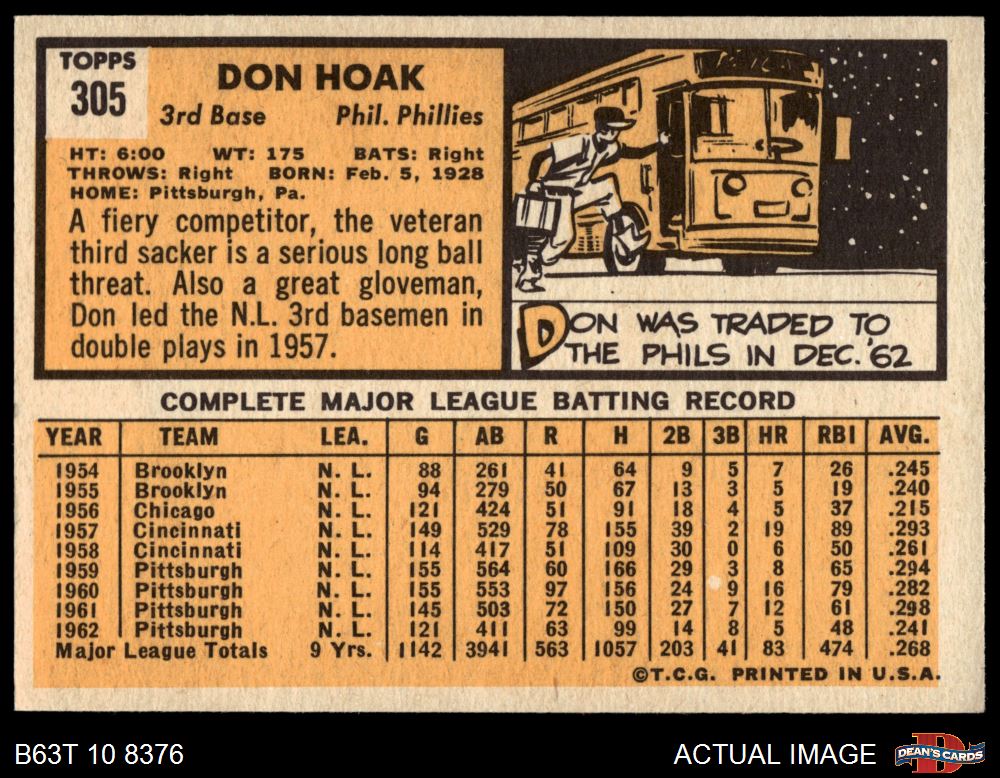 TOPPS
305
DON HOAK
3rd Base Phil. Phillies
HT: 6:00 WT: 175 BATS: Right
THROWS: Right BORN: Feb. 5, 1928
HOME: Pittsburgh, Pa.
A fiery competitor, the veteran
third sacker is a serious long ball
threat. Also a great gloveman,
Don led the N.L. 3rd basemen in
double plays in 1957.
DON WAS TRADED TO
THE PHILS IN DEC. '62
COMPLETE MAJOR LEAGUE BATTING RECORD
YEAR TEAM LEA. G AB R H 2B 3B HR RBI AVG.
1954 Brooklyn N. L. 88 261 41 64 9 5 7 26 .245
1955 Brooklyn N. L. 94 279 50 67 13 3 5 19 .240
1956 Chicago N. L. 121 424 51 91 18 4 5 37 .215
1957 Cincinnati N. L. 149 529 78 155 39 2 19 89 .293
1958 Cincinnati N. L. 114 417 51 109 30 0 6 50 .261
1959 Pittsburgh N. L. 155 564 60 166 29 3 8 65 .294
1960 Pittsburgh N. L. 155 553 97 156 24 9 16 79 .282
1961 Pittsburgh N. L. 145 503 72 150 27 7 12 61 .298
1962 Pittsburgh N. L. 121 411 63 99 14 8 5 48 .241
Major League Totals 9 Yrs. 1142 3941 563 1057 203 41 83 474 .268
©T.C.G. PRINTED IN U.S.A.
B63T 10 8376 ACTUAL IMAGE DEAN'S CARDS